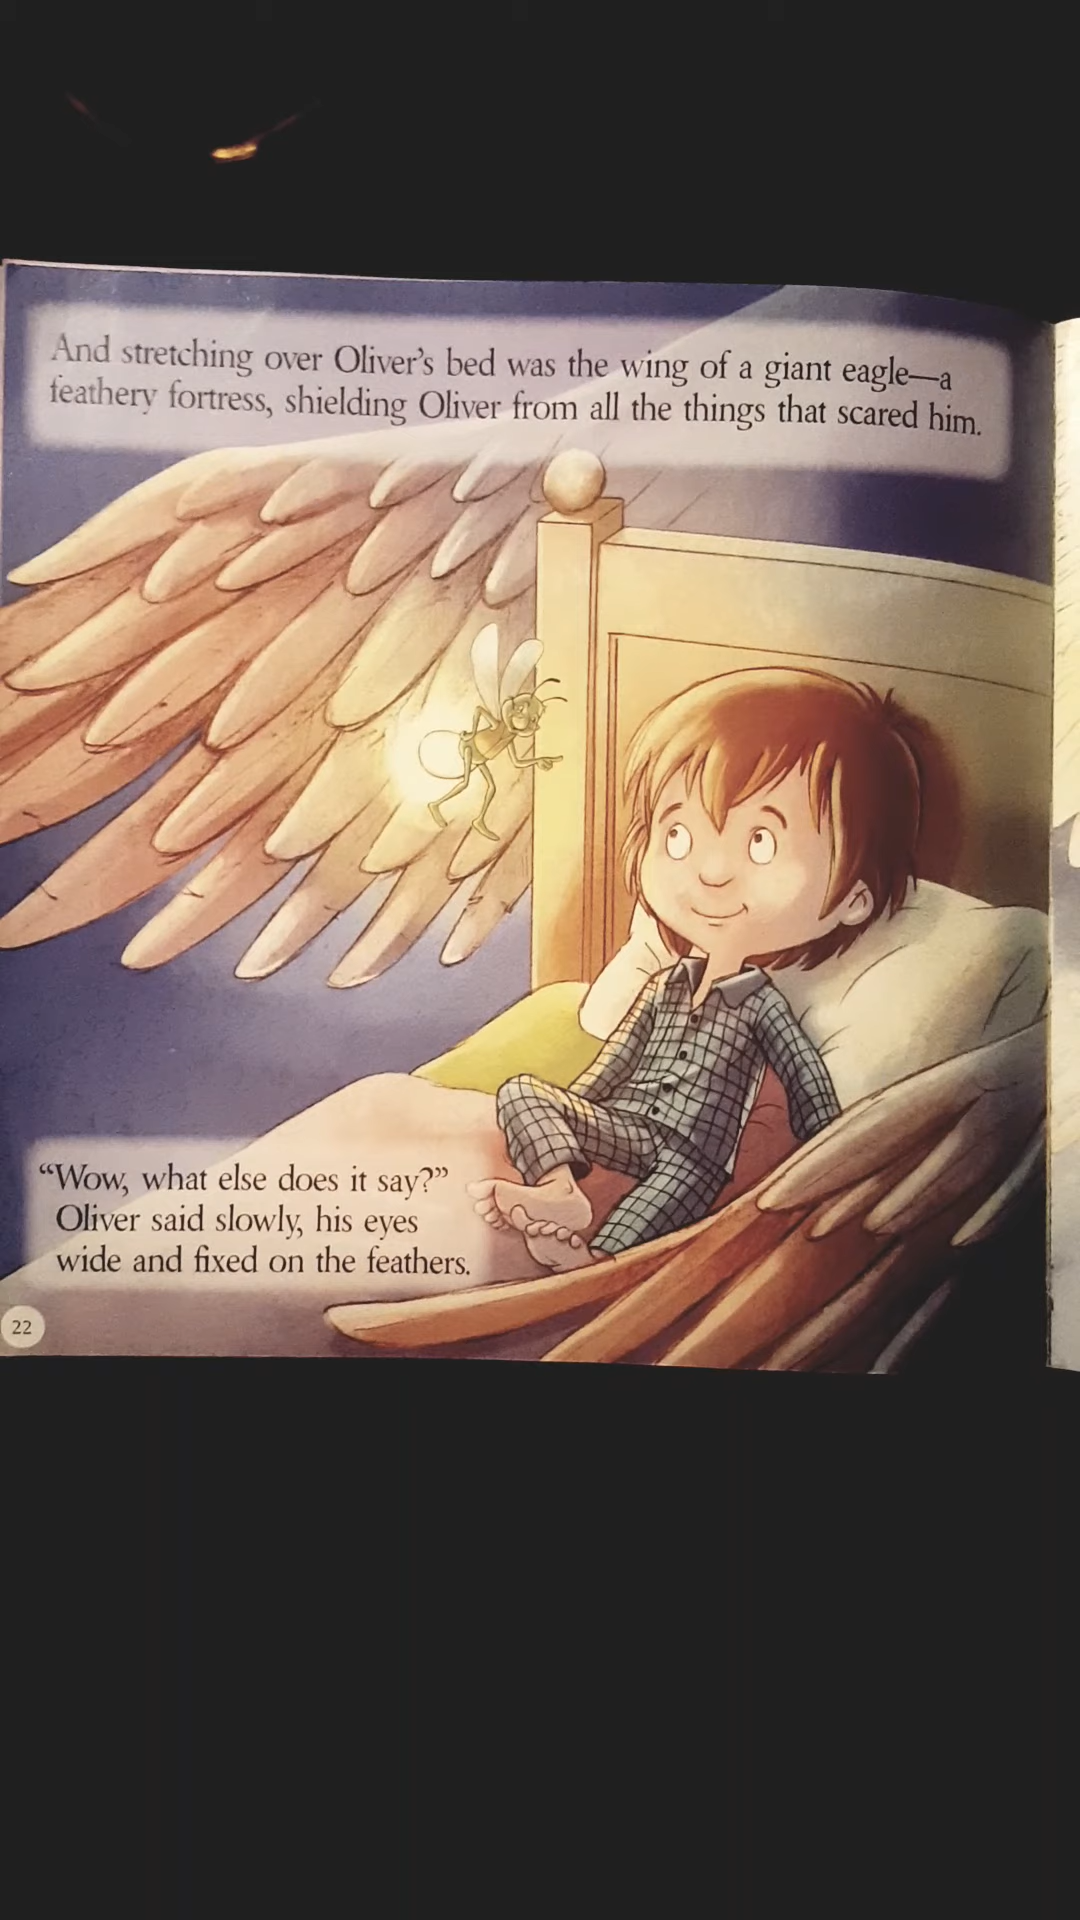 And stretching over Oliver's bed was the wing of a giant eagle—a
feathery fortress, shielding Oliver from all the things that scared him.
“Wow, what else does it say?”
Oliver said slowly, his eyes
wide and fixed on the feathers.
22